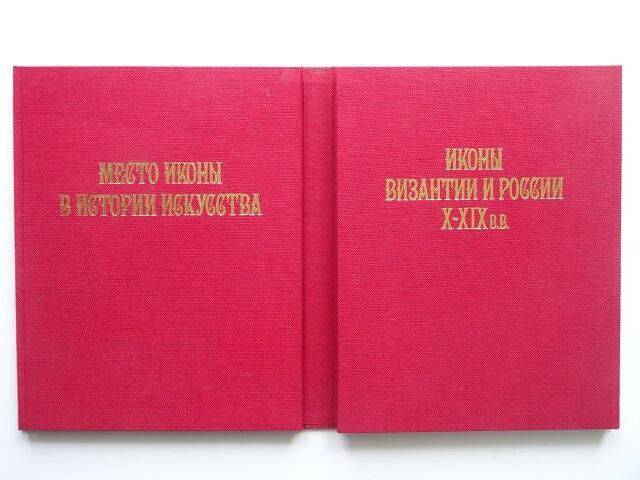 МЕСТО ИКОНЫ
В ИСТОРИИ ИСКУССТВА
ИКОНЫ
ВИЗАНТИИ И РОССИИ
X-XIX В.В.